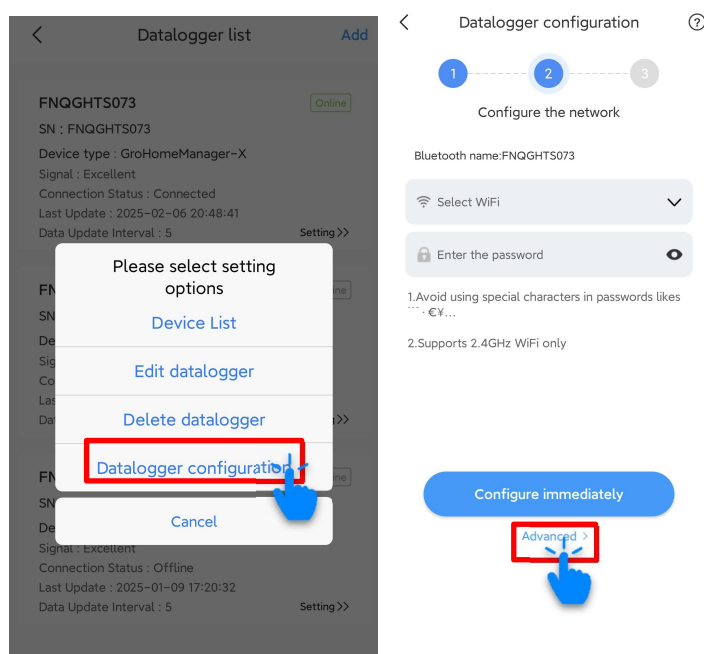 Datalogger list
Add
FNQGHTS073
Online
SN : FNQGHTS073
Device type : GroHomeManager-X
Signal : Excellent
Connection Status : Connected
Last Update : 2025-02-06 20:48:41
Data Update Interval : 5
Setting>>
Please select setting
options
Device List
Edit datalogger
Delete datalogger
Datalogger configuration
Cancel
Signal : Excellent
Connection Status : Offline
Last Update : 2025-01-09 17:20:32
Data Update Interval : 5
Setting>>
Datalogger configuration
1
2
3
Configure the network
Bluetooth name:FNQGHTS073
Select WiFi
Enter the password
1.Avoid using special characters in passwords likes
€¥...
2.Supports 2.4GHz WiFi only
Configure immediately
Advanced >